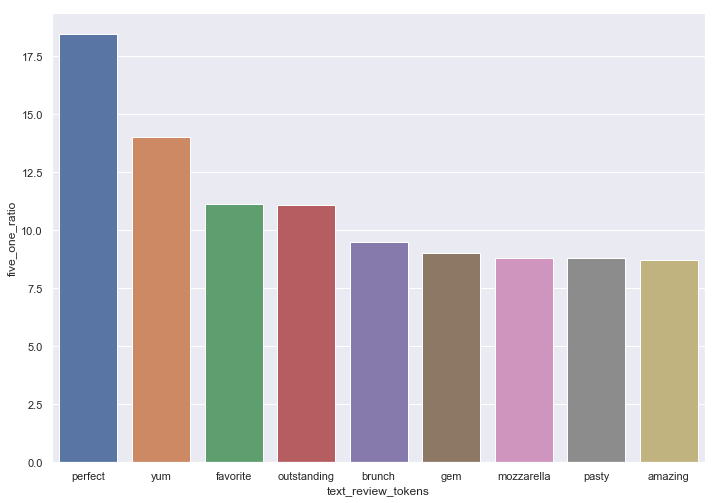 five_one_ratio
17.5
15.0
12.5
10.0
7.5
5.0
2.5
0.0
perfect yum favorite outstanding brunch gem mozzarella pasty amazing
text_review_tokens